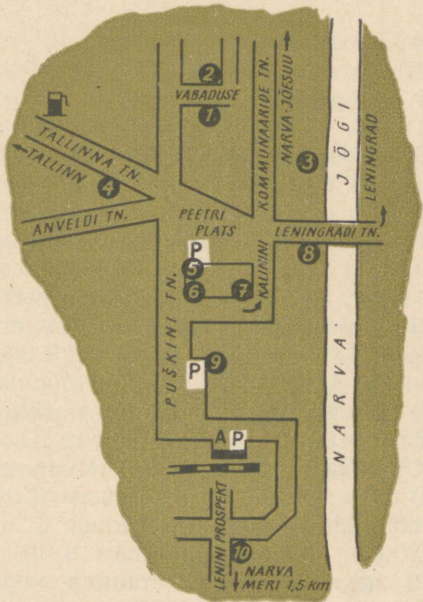 2
VABADUSE
1
KOMMUNAARIDE TN.
NARVA-JÕESUU
3
JÕGI
LENINGRAD
TALLINNA TN.
TALLINN
4
ANVELDI TN.
PEETRI
PLATS
LENINGRADI TN.
8
P
5
6
7
KALININI
PUŠKINI TN.
P
9
NARVA
A P
LENINI PROSPEKT
10
NARVA
MERI 1,5 km